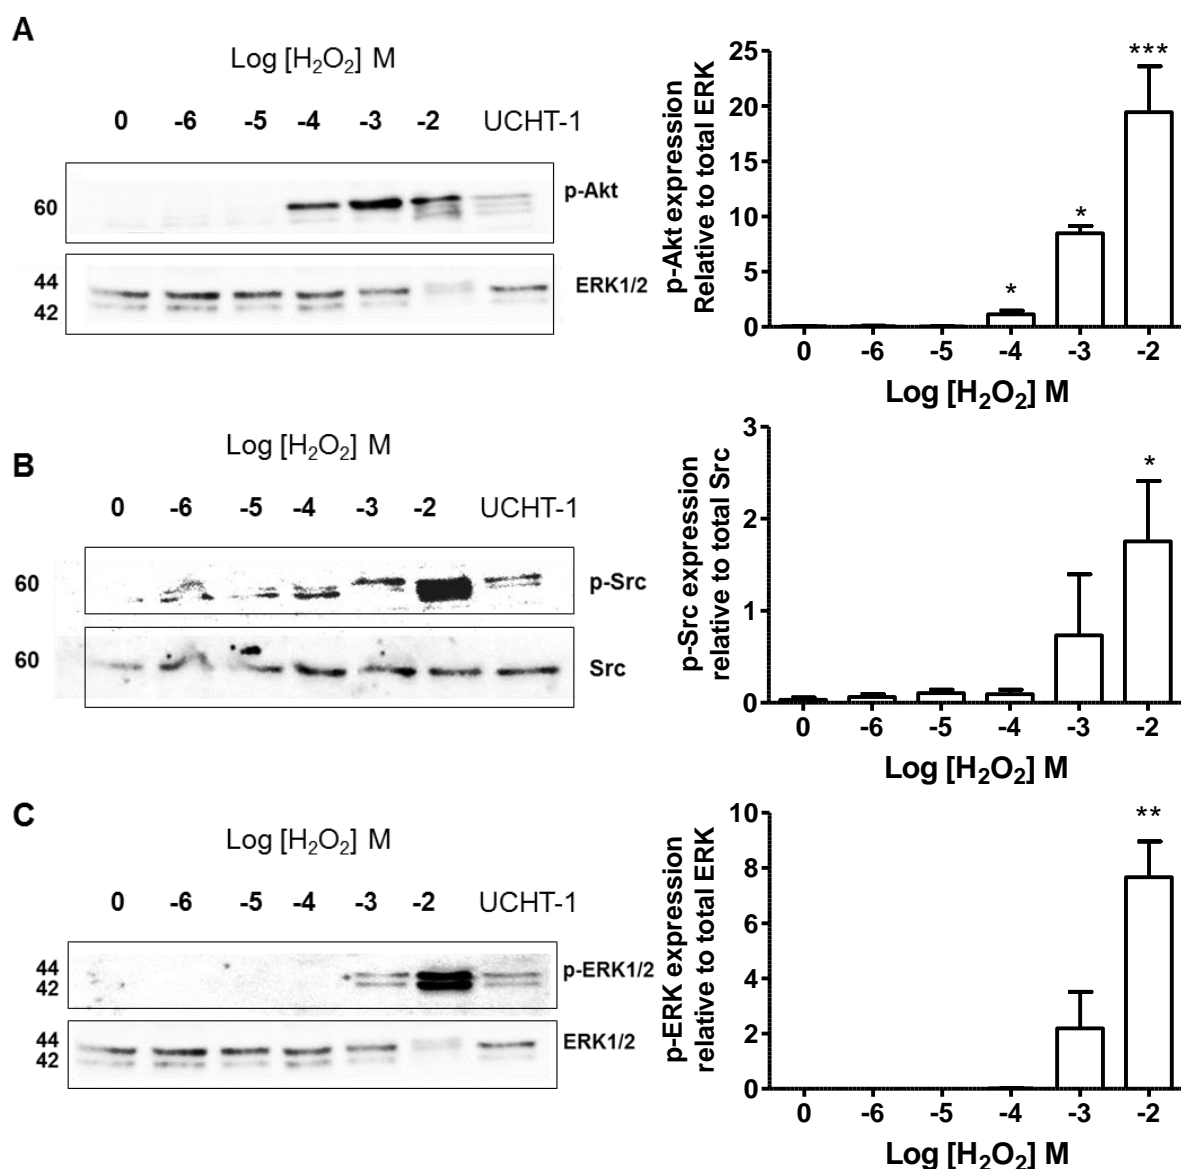 A
Log [H₂O₂] M
0 -6 -5 -4 -3 -2 UCHT-1
60
p-Akt
44
42
ERK1/2
p-Akt expression
Relative to total ERK
25
20
15
10
5
0
* * ***
0 -6 -5 -4 -3 -2
Log [H₂O₂] M
B
Log [H₂O₂] M
0 -6 -5 -4 -3 -2 UCHT-1
60
p-Src
60
Src
p-Src expression
relative to total Src
3
2
1
0
*
0 -6 -5 -4 -3 -2
Log [H₂O₂] M
C
Log [H₂O₂] M
0 -6 -5 -4 -3 -2 UCHT-1
44
42
p-ERK1/2
44
42
ERK1/2
p-ERK expression
relative to total ERK
10
8
6
4
2
0
**
0 -6 -5 -4 -3 -2
Log [H₂O₂] M